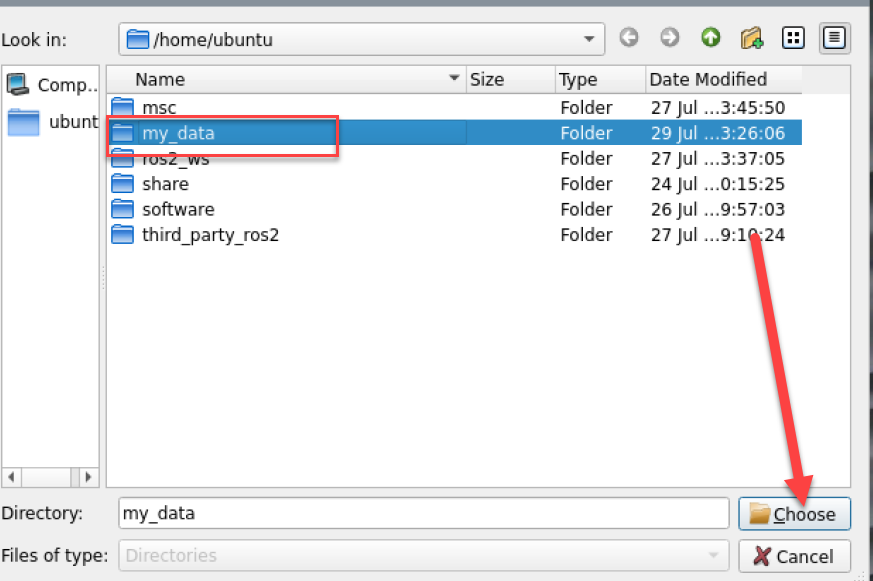 Look in: /home/ubuntu
Comp..
ubunt
Name Size Type Date Modified
msc Folder 27 Jul ...3:45:50
my_data Folder 29 Jul ...3:26:06
ros2_ws Folder 27 Jul ...3:37:05
share Folder 24 Jul ...0:15:25
software Folder 26 Jul ...9:57:03
third_party_ros2 Folder 27 Jul ...9:10:24
Directory: my_data Choose
Files of type: Directories Cancel